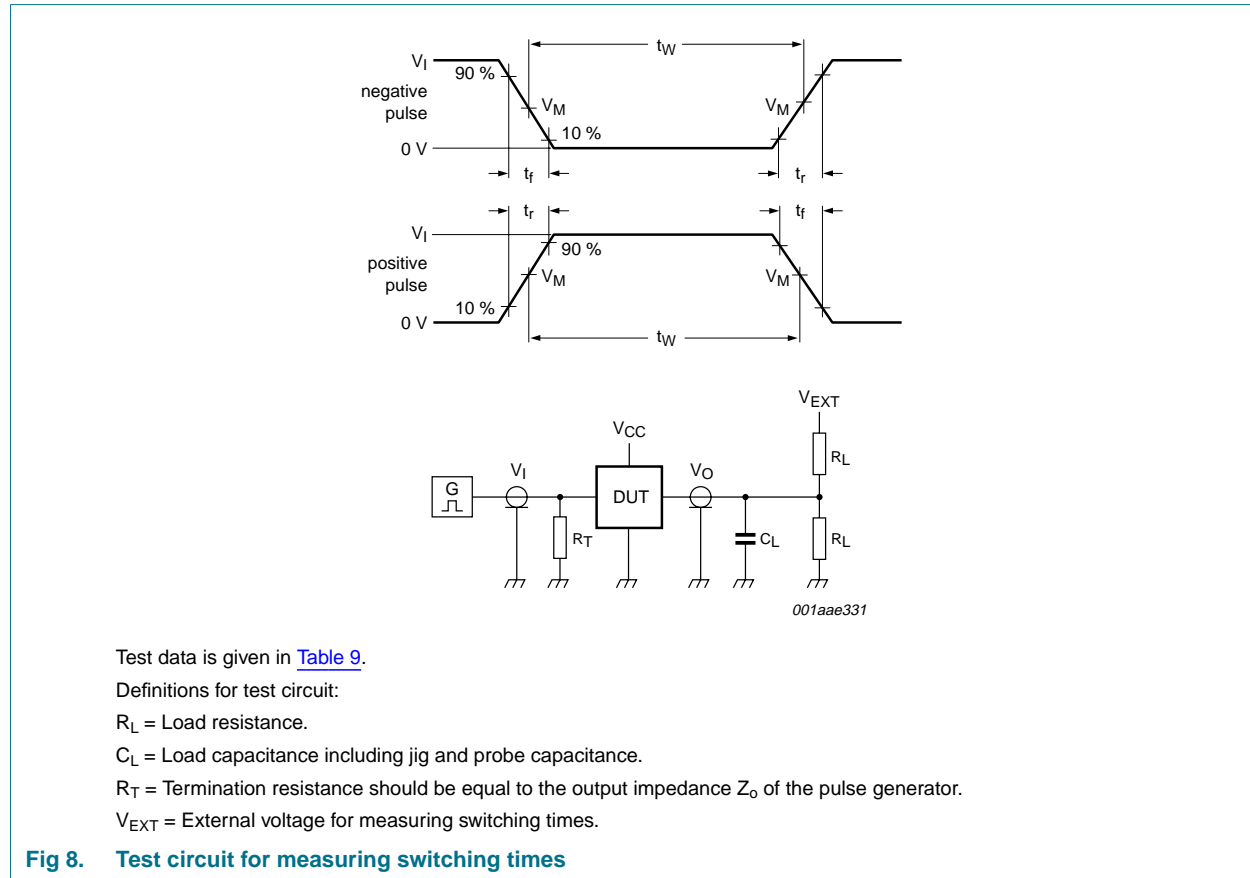 tW
VI
90 %
negative
pulse
VM
VM
10 %
0 V
tf
tr
tr
tf
VI
90 %
positive
pulse
VM
VM
10 %
0 V
tW
VEXT
VCC
RL
VI
VO
G
DUT
RT
CL
RL
001aae331
Test data is given in Table 9.
Definitions for test circuit:
RL = Load resistance.
CL = Load capacitance including jig and probe capacitance.
RT = Termination resistance should be equal to the output impedance Zo of the pulse generator.
VEXT = External voltage for measuring switching times.
Fig 8. Test circuit for measuring switching times